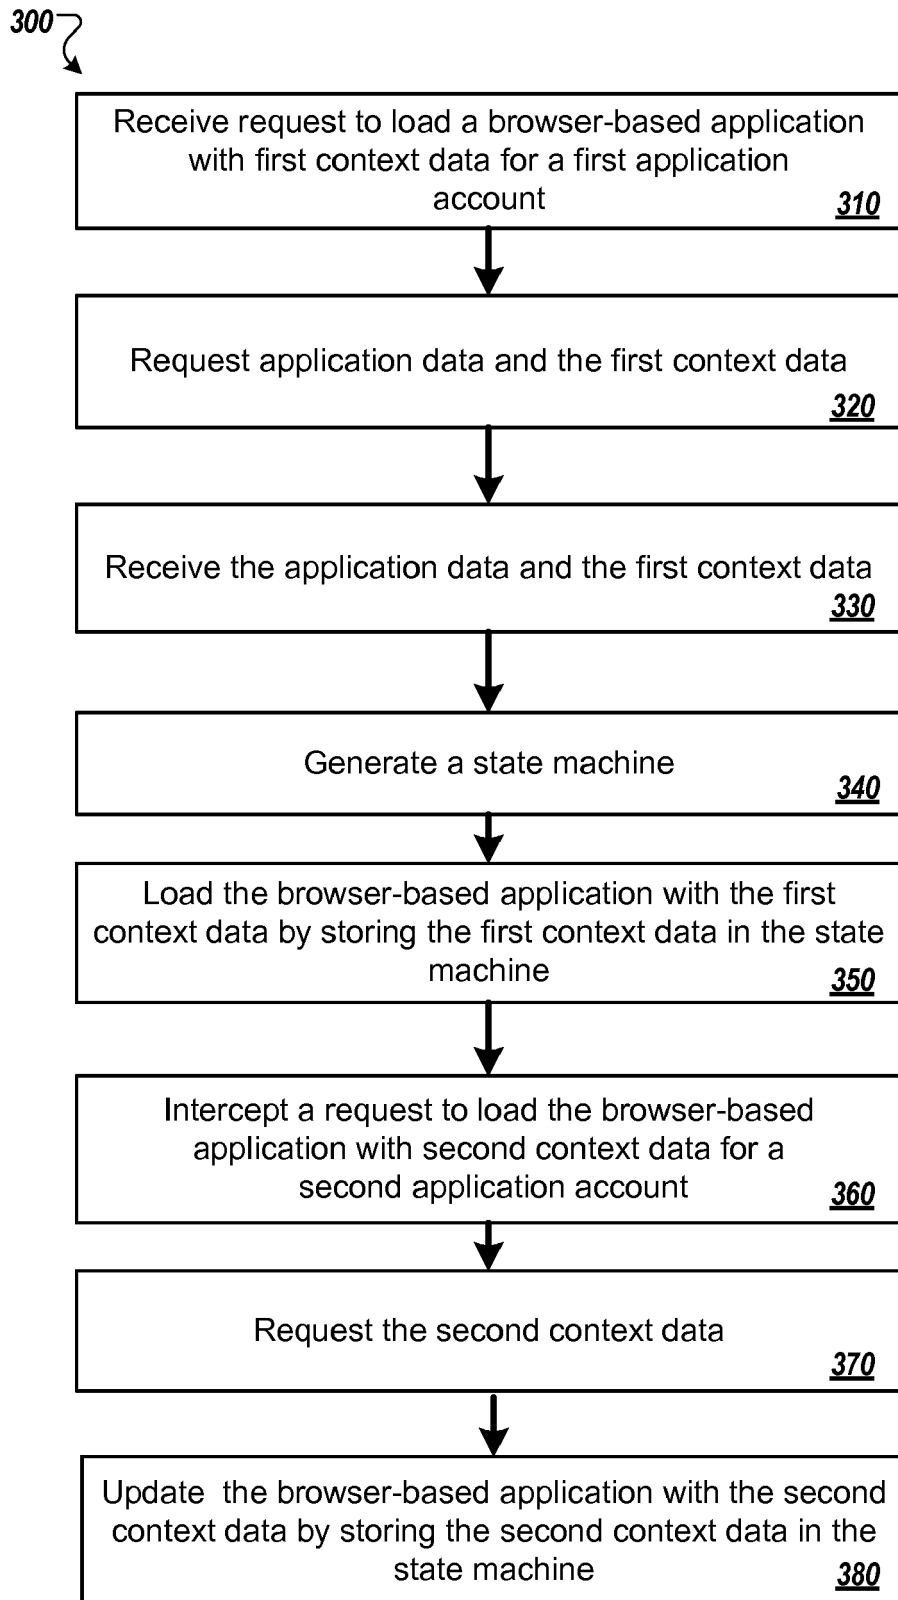 300
Receive request to load a browser-based application
with first context data for a first application
account
310
Request application data and the first context data
320
Receive the application data and the first context data
330
Generate a state machine
340
Load the browser-based application with the first
context data by storing the first context data in the state
machine
350
Intercept a request to load the browser-based
application with second context data for a
second application account
360
Request the second context data
370
Update the browser-based application with the second
context data by storing the second context data in the
state machine
380